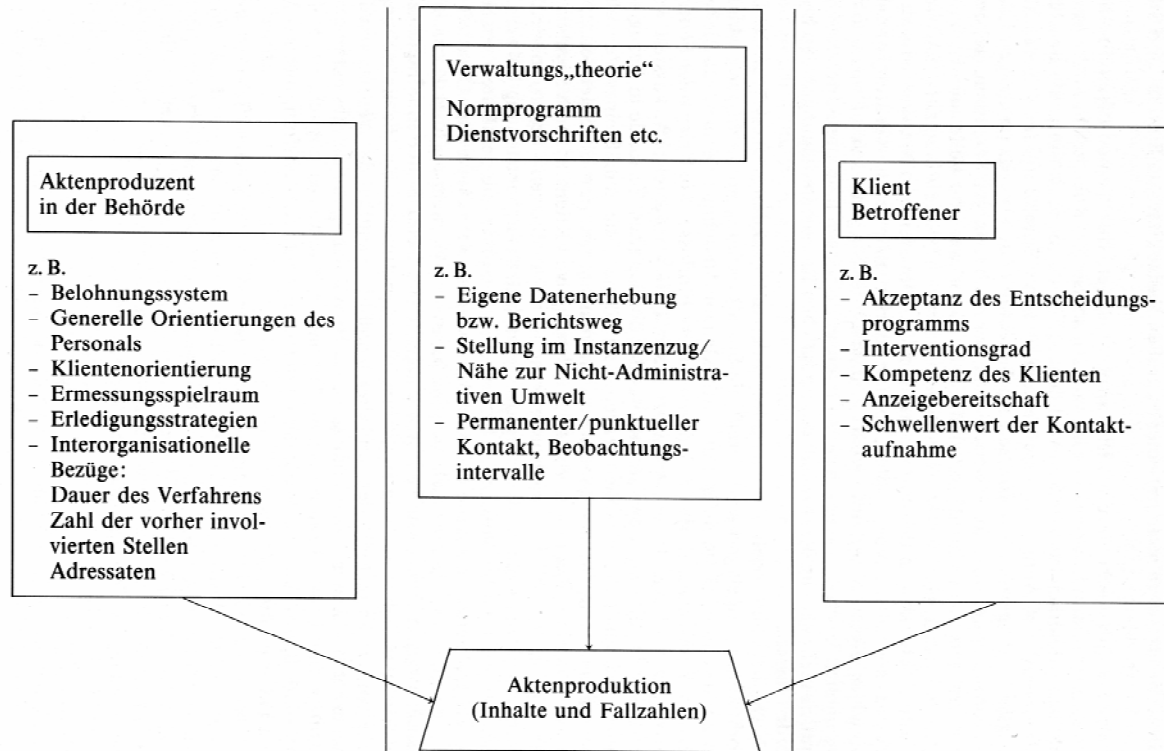 Aktenproduzent
in der Behörde
z. B.
– Belohnungssystem
– Generelle Orientierungen des
Personals
– Klientenorientierung
– Ermessungsspielraum
– Erledigungsstrategien
– Interorganisationelle
Bezüge:
Dauer des Verfahrens
Zahl der vorher invol-
vierten Stellen
Adressaten
Verwaltungs„theorie“
Normprogramm
Dienstvorschriften etc.
z. B.
– Eigene Datenerhebung
bzw. Berichtsweg
– Stellung im Instanzenzug/
Nähe zur Nicht-Administra-
tiven Umwelt
– Permanenter/punktueller
Kontakt, Beobachtungs-
intervalle
Klient
Betroffener
z. B.
– Akzeptanz des Entscheidungs-
programms
– Interventionsgrad
– Kompetenz des Klienten
– Anzeigebereitschaft
– Schwellenwert der Kontakt-
aufnahme
Aktenproduktion
(Inhalte und Fallzahlen)